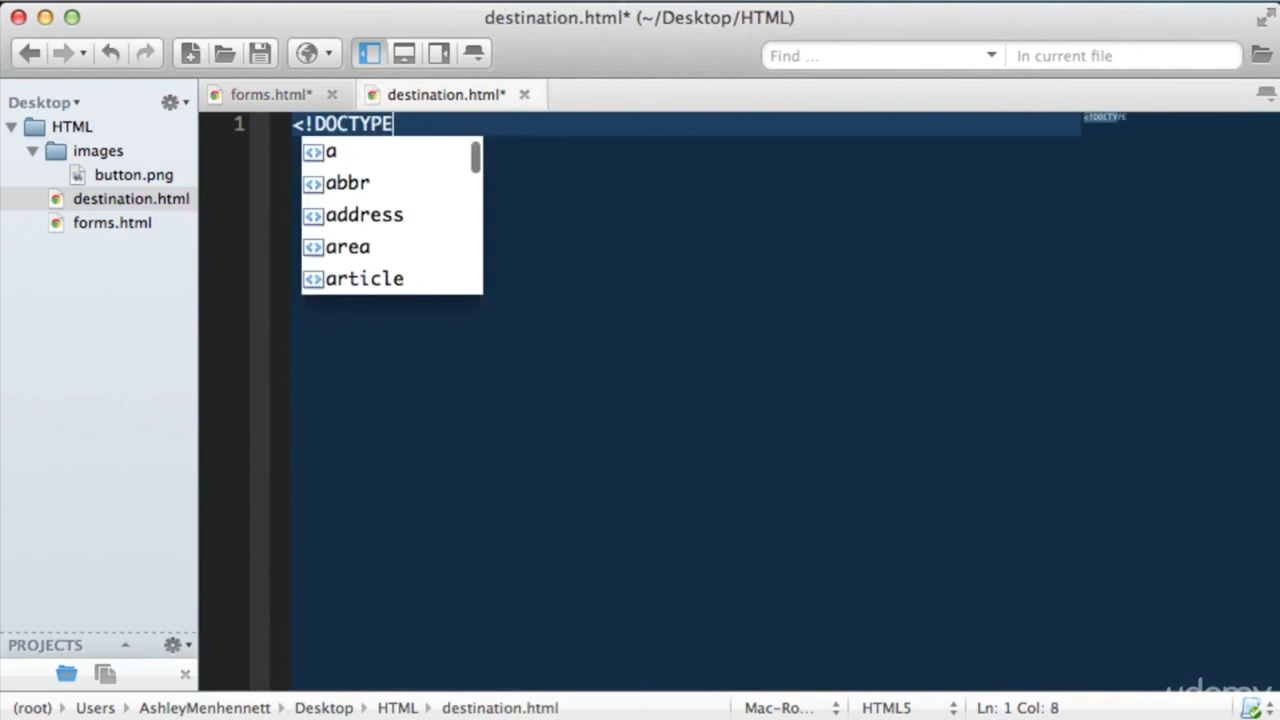 destination.html* (~/Desktop/HTML)
Find ...
In current file
Desktop
forms.html*
destination.html*
HTML
images
button.png
destination.html
forms.html
1
<!DOCTYPE
<!DOCTYPE
a
abbr
address
area
article
PROJECTS
udemy
(root) Users AshleyMenhennett Desktop HTML destination.html
Mac-Ro... HTML5 Ln: 1 Col: 8